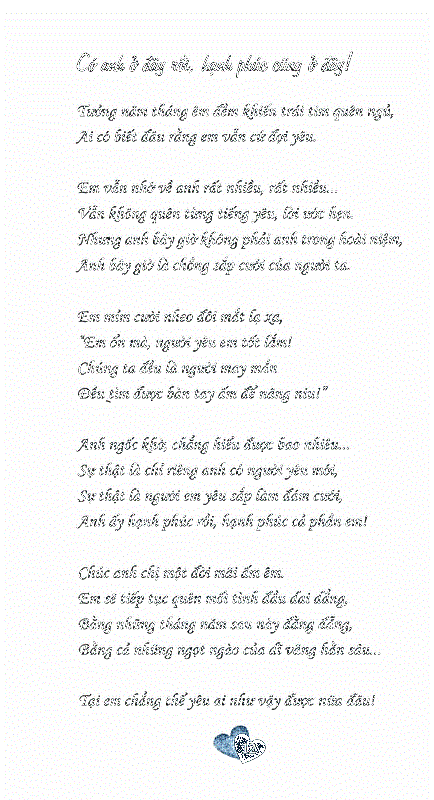 Có anh ở đây rồi, hạnh phúc cũng ở đây!
Tưởng năm tháng êm đềm khiến trái tim quên ngủ,
Ai có biết đâu rằng em vẫn cứ đợi yêu.
Em vẫn nhớ về anh rất nhiều, rất nhiều...
Vẫn không quên từng tiếng yêu, lời ước hẹn.
Nhưng anh bây giờ không phải anh trong hoài niệm,
Anh bây giờ là chồng sắp cưới của người ta.
Em mỉm cười nheo đôi mắt lạ xa,
"Em ổn mà, người yêu em tốt lắm!
Chúng ta đều là người may mắn
Đều tìm được bàn tay ấm để nâng niu!"
Anh ngốc khờ, chẳng hiểu được bao nhiêu...
Sự thật là chỉ riêng anh có người yêu mới,
Sự thật là người em yêu sắp làm đám cưới,
Anh ấy hạnh phúc rồi, hạnh phúc cả phần em!
Chúc anh chị một đời mãi ấm êm.
Em sẽ tiếp tục quên mối tình đầu dai dẳng,
Bằng những tháng năm sau này đằng đẵng,
Bằng cả những ngọt ngào của dĩ vãng hằn sâu...
Tại em chẳng thể yêu ai như vậy được nữa đâu!